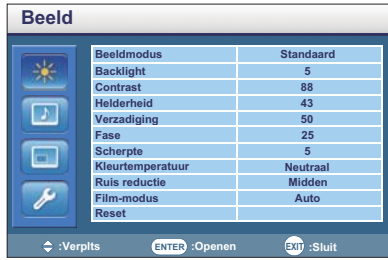 Beeld
Beeldmodus Standaard
Backlight 5
Contrast 88
Helderheid 43
Verzadiging 50
Fase 25
Scherpte 5
Kleurtemperatuur Neutraal
Ruis reductie Midden
Film-modus Auto
Reset
:Verplts ENTER :Openen EXIT :Sluit